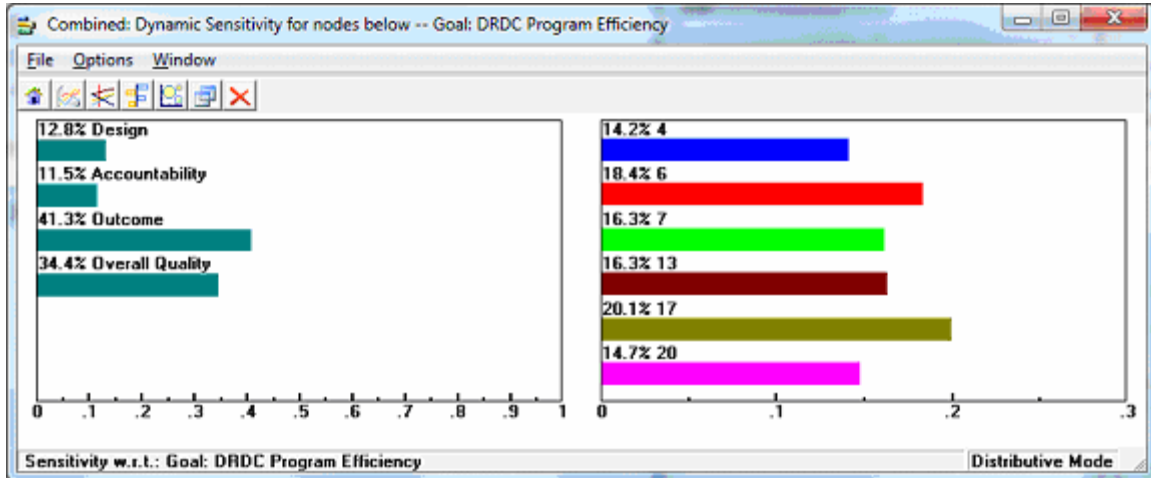 Combined: Dynamic Sensitivity for nodes below -- Goal: DRDC Program Efficiency
File Options Window
12.8% Design
11.5% Accountability
41.3% Outcome
34.4% Overall Quality
0 .1 .2 .3 .4 .5 .6 .7 .8 .9 1
14.2% 4
18.4% 6
16.3% 7
16.3% 13
20.1% 17
14.7% 20
0 .1 .2 .3
Sensitivity w.r.t.: Goal: DRDC Program Efficiency
Distributive Mode